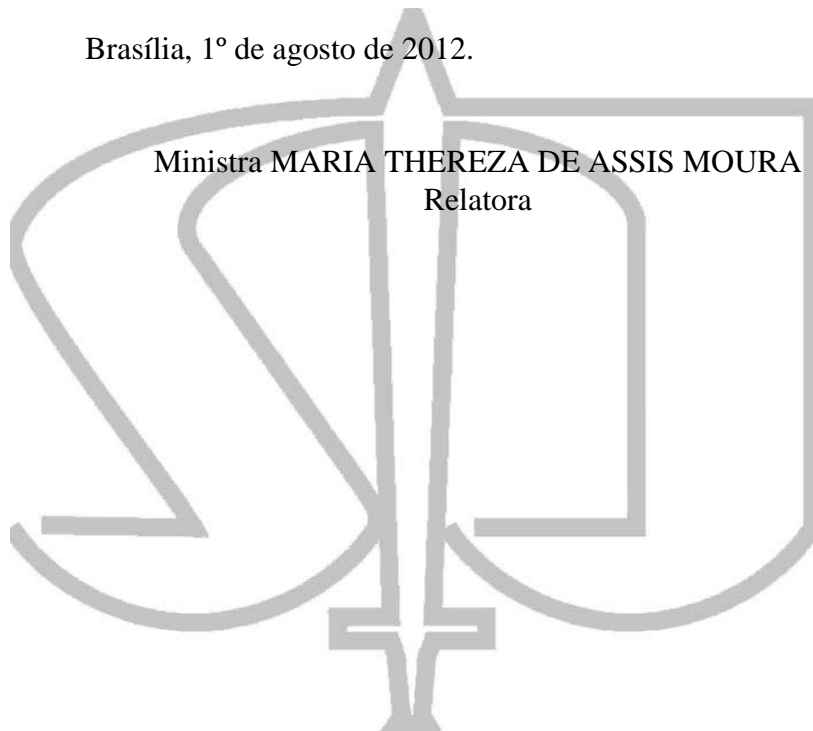 Brasília, 1º de agosto de 2012.
Ministra MARIA THEREZA DE ASSIS MOURA
Relatora